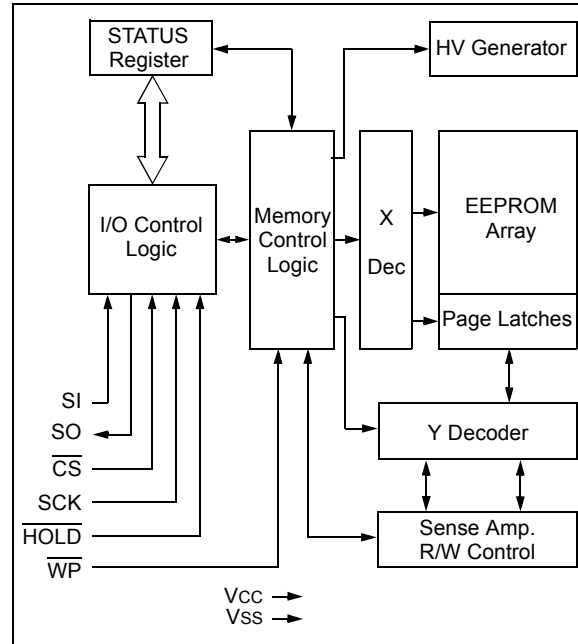 STATUS
Register
HV Generator
I/O Control
Logic
Memory
Control
Logic
X
Dec
EEPROM
Array
Page Latches
SI
SO
CS
SCK
HOLD
WP
Y Decoder
Sense Amp.
R/W Control
VCC
VSS